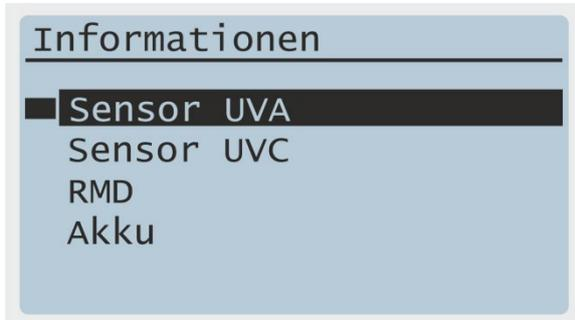 Informationen
Sensor UVA
Sensor UVC
RMD
Akku